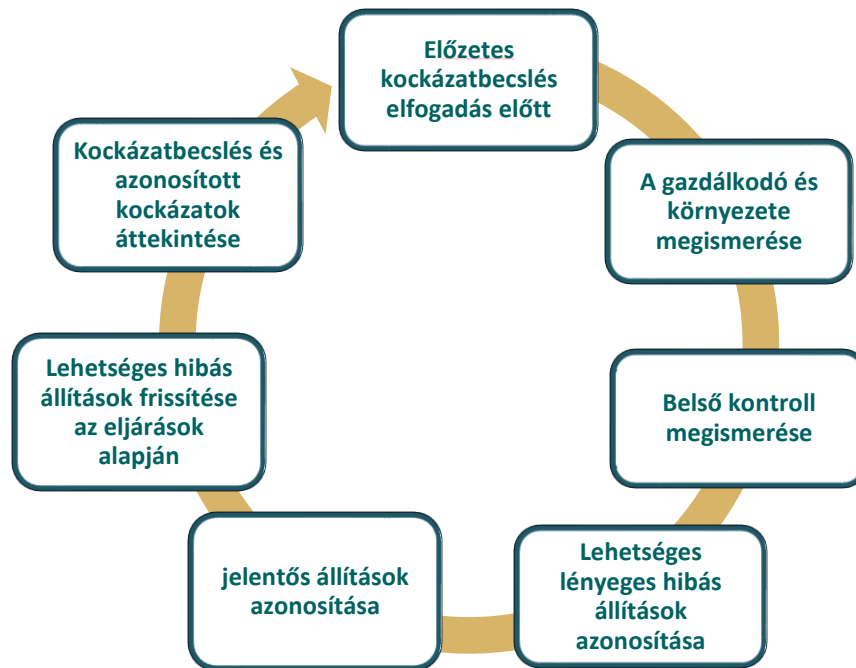 Előzetes
kockázatbecslés
elfogadás előtt
A gazdálkodó és
környezete
megismerése
Belső kontroll
megismerése
Lehetséges
lényeges hibás
állítások
azonosítása
jelentős állítások
azonosítása
Lehetséges hibás
állítások frissítése
az eljárások
alapján
Kockázatbecslés és
azonosított
kockázatok
áttekintése